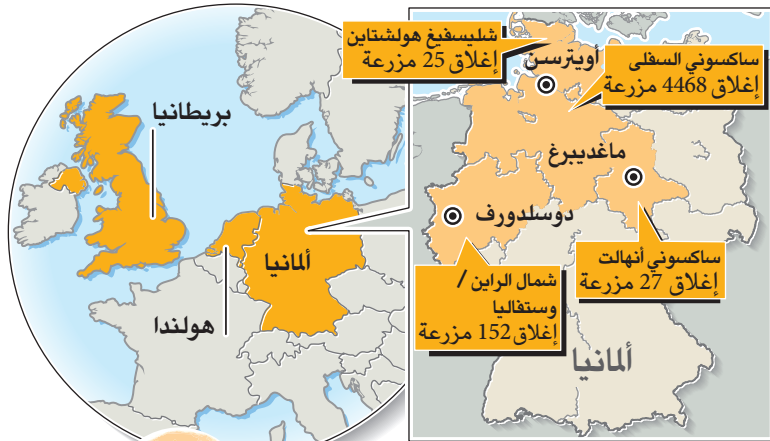 شليسفيغ هولشتاين
إغلاق 25 مزرعة
أويترسن
ساكسوني السفلى
إغلاق 4468 مزرعة
بريطانيا
ماغديبرغ
دوسلدورف
ألمانيا
هولندا
ساكسوني أنهالت
إغلاق 27 مزرعة
شمال الراين /
وستفاليا
إغلاق 152 مزرعة
ألمانيا